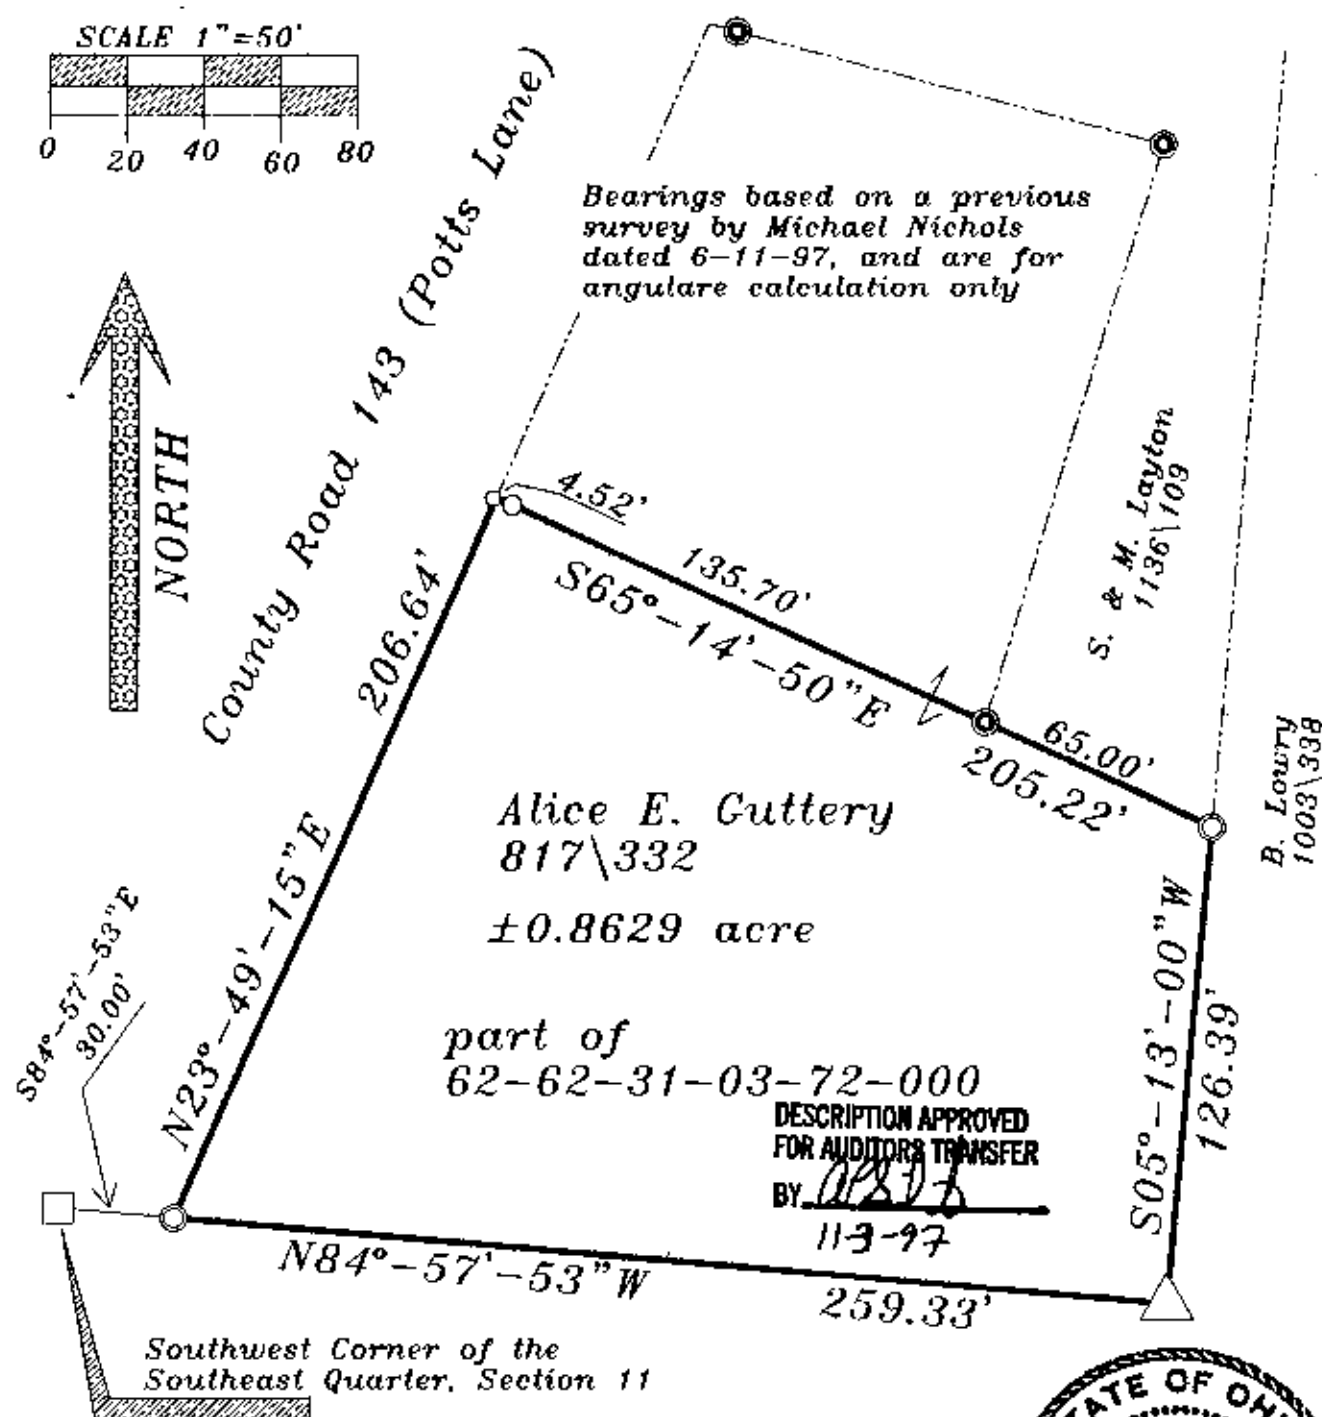 SCALE 1"=50'
0 20 40 60 80
County Road 143 (Potts Lane)
Bearings based on a previous
survey by Michael Nichols
dated 6-11-97, and are for
angulare calculation only
NORTH
4.52'
135.70'
S65°-14'-50"E
206.64'
N23°-49'-15"E
S. & M. Layton
1136\109
65.00'
205.22'
B. Lowry
1003\338
Alice E. Guttery
817\332
±0.8629 acre
S84°-57'-53"E
30.00'
part of
62-62-31-03-72-000
DESCRIPTION APPROVED
FOR AUDITORS TRANSFER
BY
11-3-97
S05°-13'-00"W
126.39'
N84°-57'-53"W
259.33'
Southwest Corner of the
Southeast Quarter, Section 11
OF